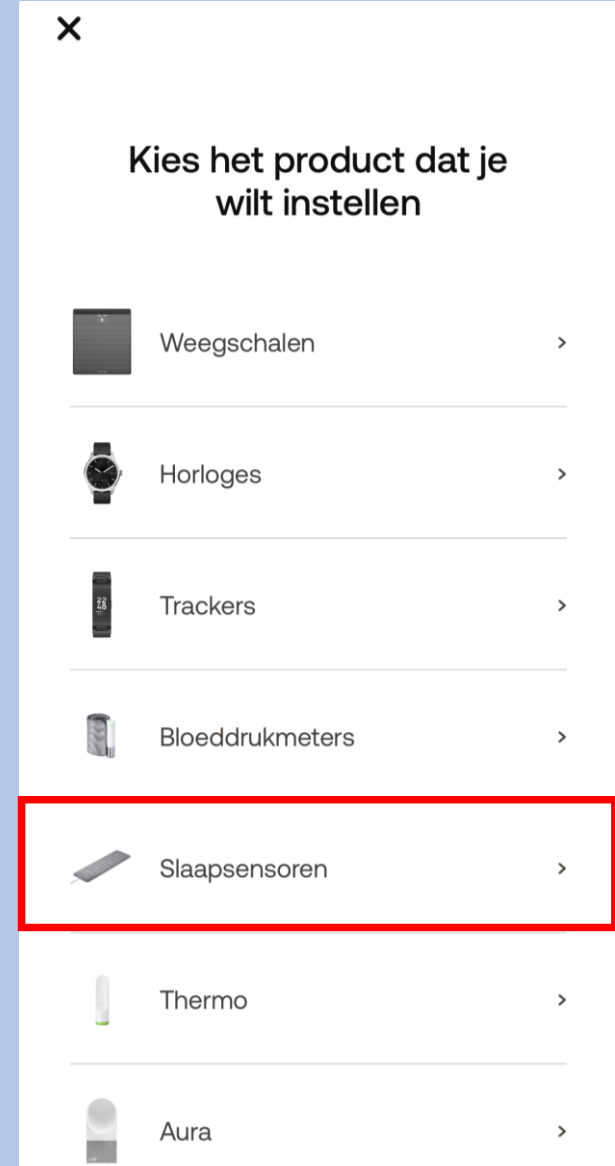 Kies het product dat je
wilt instellen
Weegschalen
Horloges
Trackers
Bloeddrukmeters
Slaapsensoren
Thermo
Aura